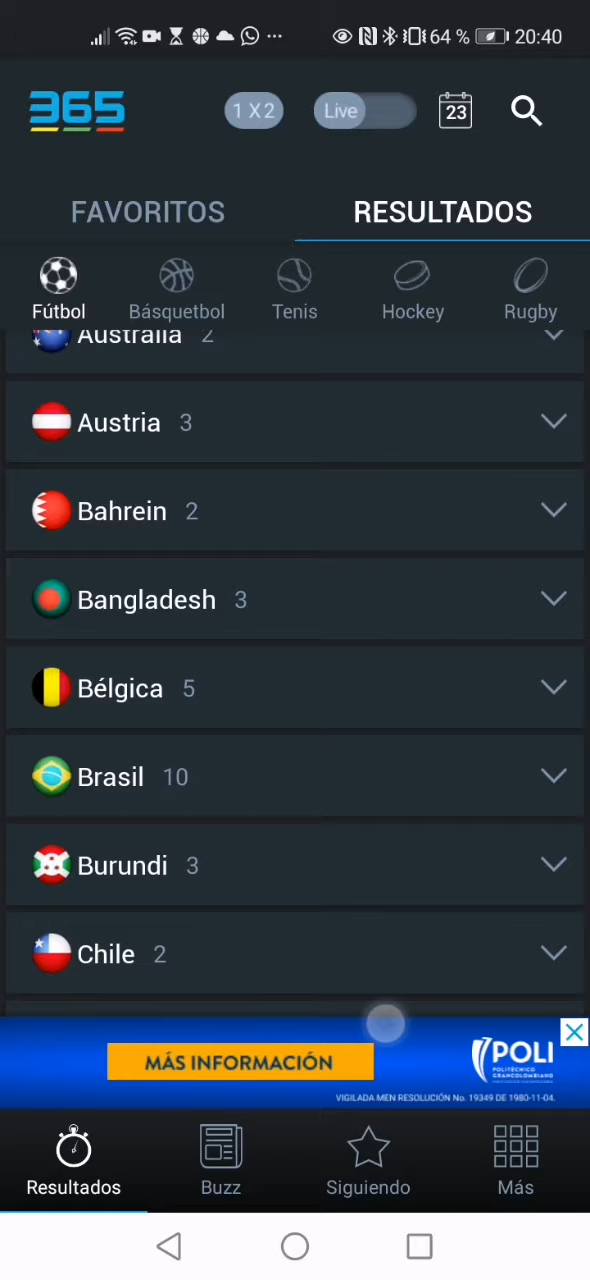 64 % 20:40
365 1 X 2 Live 23
FAVORITOS RESULTADOS
Fútbol Básquetbol Tenis Hockey Rugby
Australia 2
Austria 3
Bahrein 2
Bangladesh 3
Bélgica 5
Brasil 10
Burundi 3
Chile 2
MÁS INFORMACIÓN
POLI
POLITÉCNICO
GRANCOLOMBIANO
VIGILADA MEN RESOLUCIÓN No. 19349 DE 1980-11-04.
Resultados Buzz Siguiendo Más